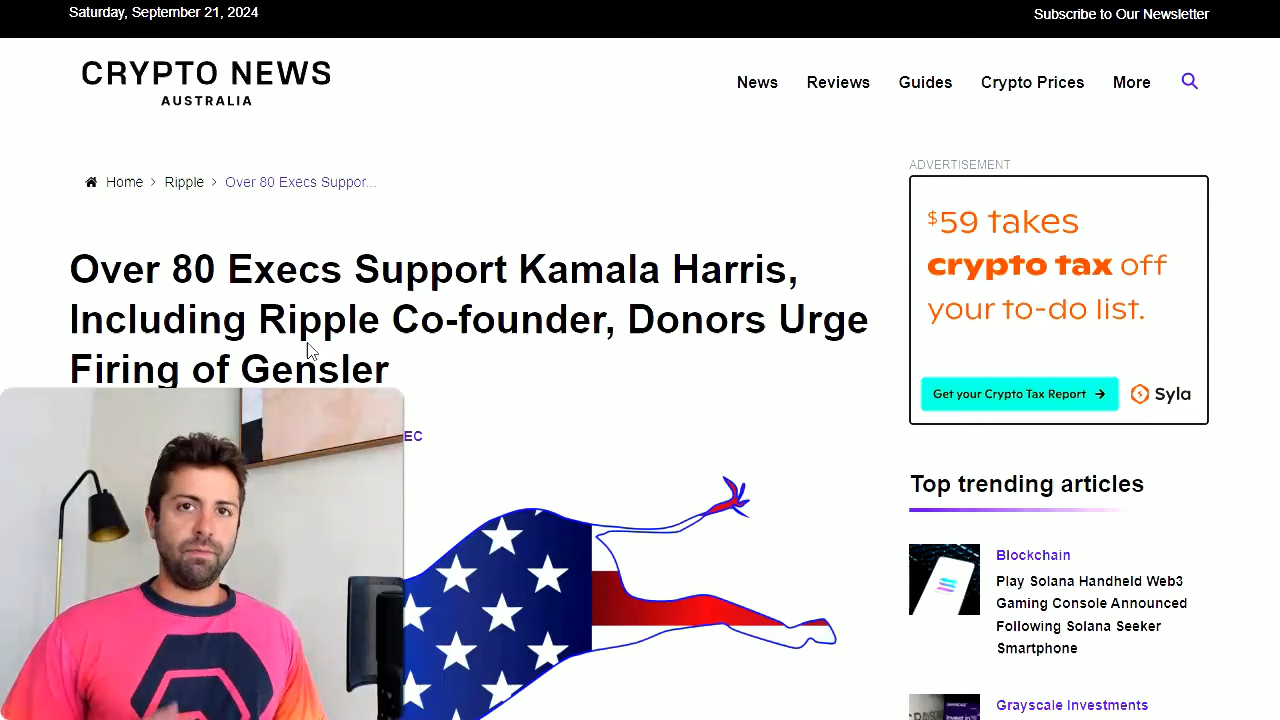 Saturday, September 21, 2024
Subscribe to Our Newsletter
CRYPTO NEWS
AUSTRALIA
News
Reviews
Guides
Crypto Prices
More
Home
Ripple
Over 80 Execs Suppor...
ADVERTISEMENT
$59 takes
crypto tax off
your to-do list.
Get your Crypto Tax Report
Syla
Over 80 Execs Support Kamala Harris,
Including Ripple Co-founder, Donors Urge
Firing of Gensler
EC
Top trending articles
Blockchain
Play Solana Handheld Web3
Gaming Console Announced
Following Solana Seeker
Smartphone
Grayscale Investments